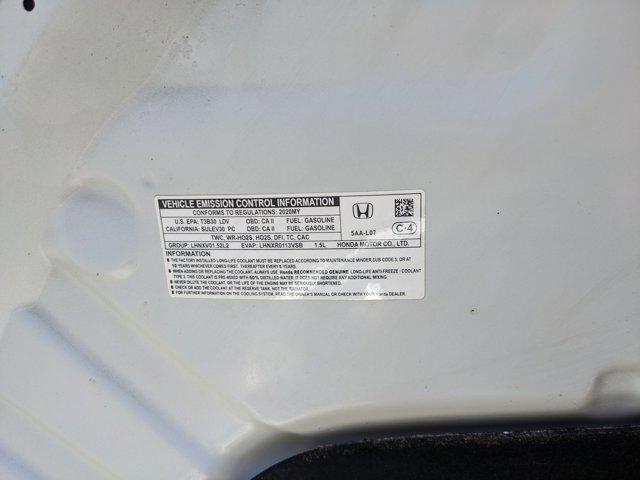 VEHICLE EMISSION CONTROL INFORMATION
CONFORMS TO REGULATIONS: 2020MY
U.S. EPA: T3B30 LDV OBD: CA II FUEL: GASOLINE
CALIFORNIA: SULEV30 PC OBD: CA II FUEL: GASOLINE
TWC, WR-HO2S, HO2S, DFI, TC, CAC
GROUP: LHNXV01.52L2 EVAP: LHNXR0113VSB 1.5L
5AA-L07
C-4
HONDA MOTOR CO., LTD.
INFORMATION
THE FACTORY INSTALLED LONG-LIFE COOLANT MUST BE REPLACED ACCORDING TO MAINTENANCE MINDER SUB CODE 5, OR AT
10 YEARS WHICHEVER COMES FIRST. THEREAFTER, REPLACE EVERY 5 YEARS.
WHEN ADDING OR REPLACING THE COOLANT, ALWAYS USE Honda RECOMMENDED GENUINE LONG-LIFE ANTI-FREEZE / COOLANT
TYPE 2. THIS COOLANT IS PRE-MIXED WITH 50% DISTILLED WATER, IT DOES NOT REQUIRE ANY ADDITIONAL MIXING.
NEVER DILUTE WITH WATER, OR THE LIFE OF THE ENGINE MAY BE SERIOUSLY SHORTENED.
CHECK OR ADD COOLANT AT THE RESERVE TANK, NOT THE RADIATOR.
FOR FURTHER INFORMATION ON THE COOLING SYSTEM, READ THE OWNER'S MANUAL OR CHECK WITH YOUR Honda DEALER.